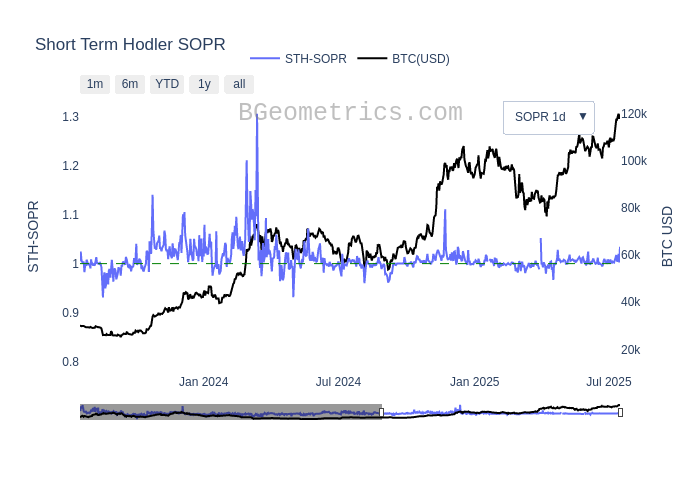 Short Term Hodler SOPR
STH-SOPR BTC(USD)
1m 6m YTD 1y all
BGeometrics.com
SOPR 1d ▼
1.3
1.2
1.1
1
0.9
0.8
STH-SOPR
120k
100k
80k
60k
40k
20k
BTC USD
Jan 2024 Jul 2024 Jan 2025 Jul 2025